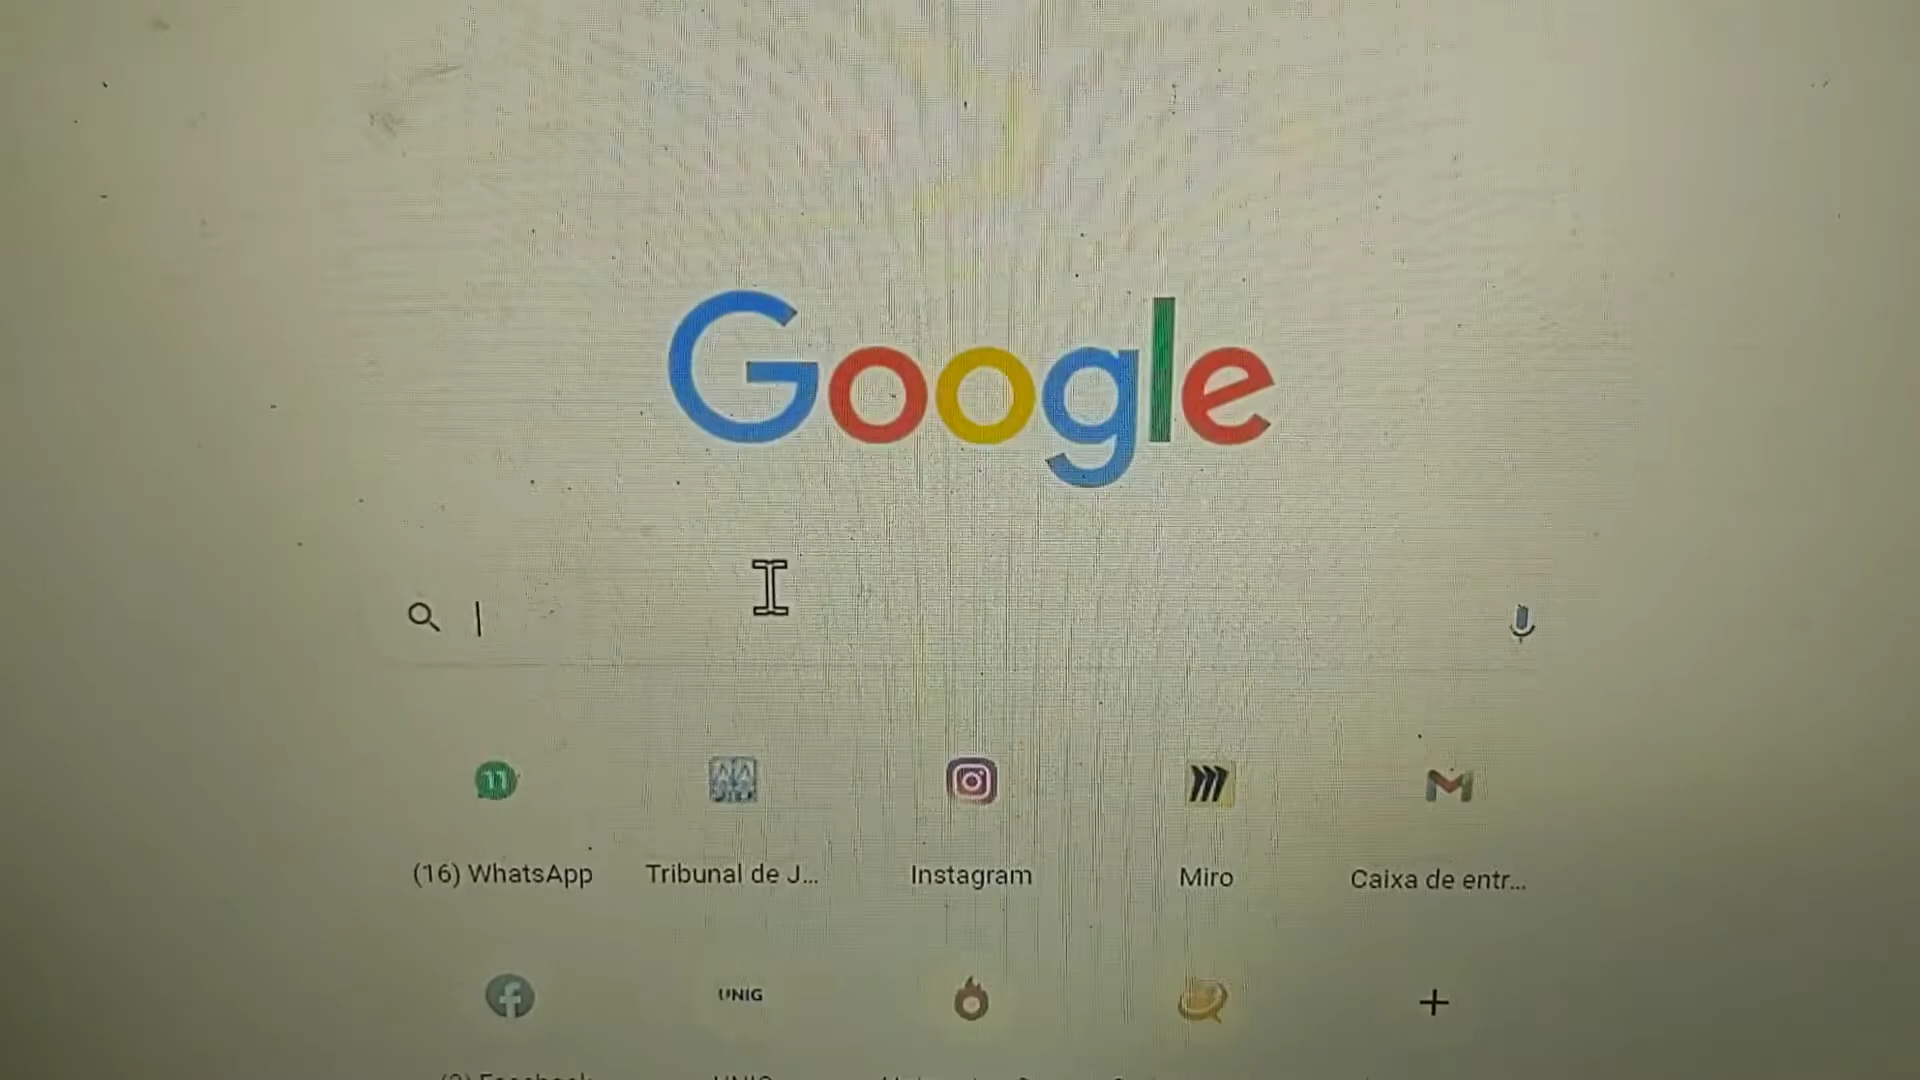 Google
(16) WhatsApp
Tribunal de J...
Instagram
Miro
Caixa de entr...
UNIG